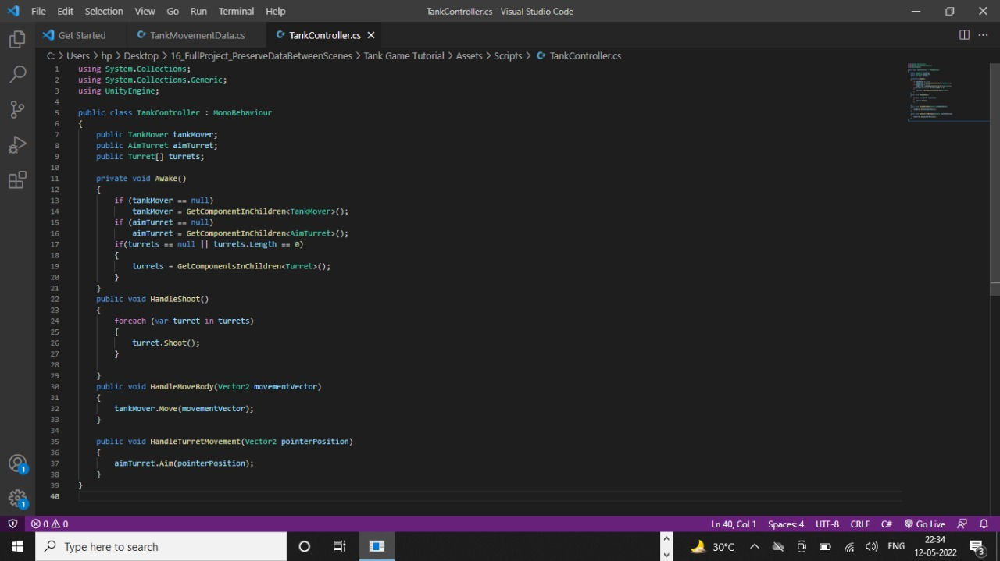 File Edit Selection View Go Run Terminal Help TankController.cs - Visual Studio Code
Get Started TankMovementData.cs TankController.cs
C: > Users > hp > Desktop > 16_FullProject_PreserveDataBetweenScenes > Tank Game Tutorial > Assets > Scripts > TankController.cs
1 using System.Collections;
2 using System.Collections.Generic;
3 using UnityEngine;
4
5 public class TankController : MonoBehaviour
6 {
7 public TankMover tankMover;
8 public AimTurret aimTurret;
9 public Turret[] turrets;
10
11 private void Awake()
12 {
13 if (tankMover == null)
14 tankMover = GetComponentInChildren<TankMover>();
15 if (aimTurret == null)
16 aimTurret = GetComponentInChildren<AimTurret>();
17 if(turrets == null || turrets.Length == 0)
18 {
19 turrets = GetComponentsInChildren<Turret>();
20 }
21 }
22 public void HandleShoot()
23 {
24 foreach (var turret in turrets)
25 {
26 turret.Shoot();
27 }
28
29 }
30 public void HandleMoveBody(Vector2 movementVector)
31 {
32 tankMover.Move(movementVector);
33 }
34
35 public void HandleTurretMovement(Vector2 pointerPosition)
36 {
37 aimTurret.Aim(pointerPosition);
38 }
39 }
40
1
1
0 0 Ln 40, Col 1 Spaces: 4 UTF-8 CRLF C# Go Live
Type here to search 30°C ENG 22:34
12-05-2022 3